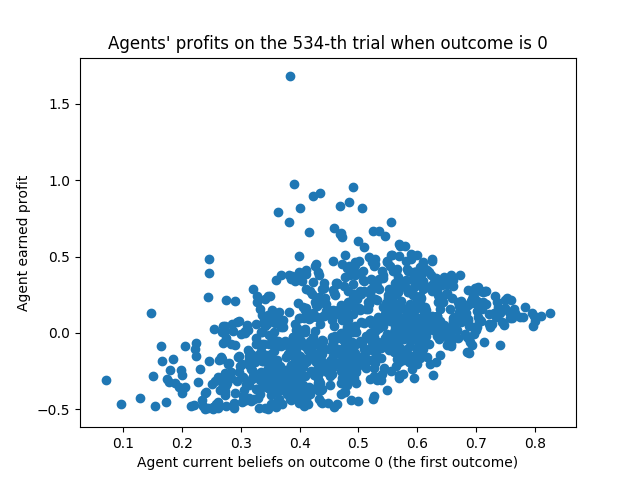 Agents' profits on the 534-th trial when outcome is 0
1.5
1.0
0.5
0.0
−0.5
Agent earned profit
0.1 0.2 0.3 0.4 0.5 0.6 0.7 0.8
Agent current beliefs on outcome 0 (the first outcome)